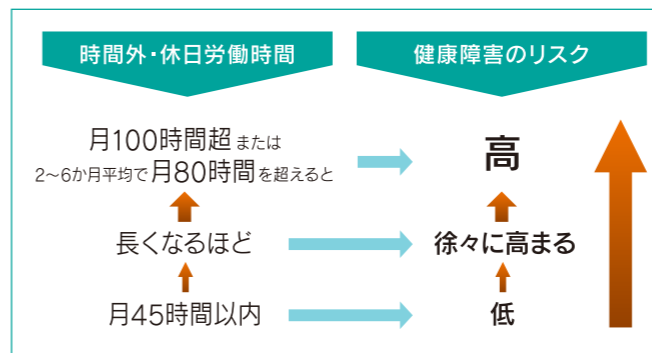 時間外・休日労働時間
健康障害のリスク
月100時間超または
2〜6か月平均で月80時間を超えると
高
長くなるほど
徐々に高まる
月45時間以内
低